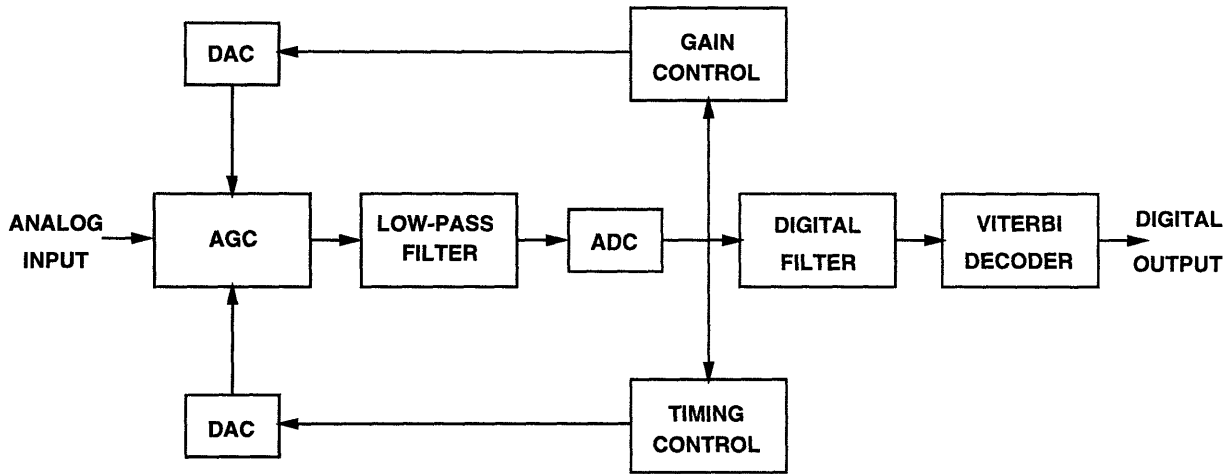 DAC
GAIN
CONTROL
ANALOG
INPUT
AGC
LOW-PASS
FILTER
ADC
DIGITAL
FILTER
VITERBI
DECODER
DIGITAL
OUTPUT
DAC
TIMING
CONTROL